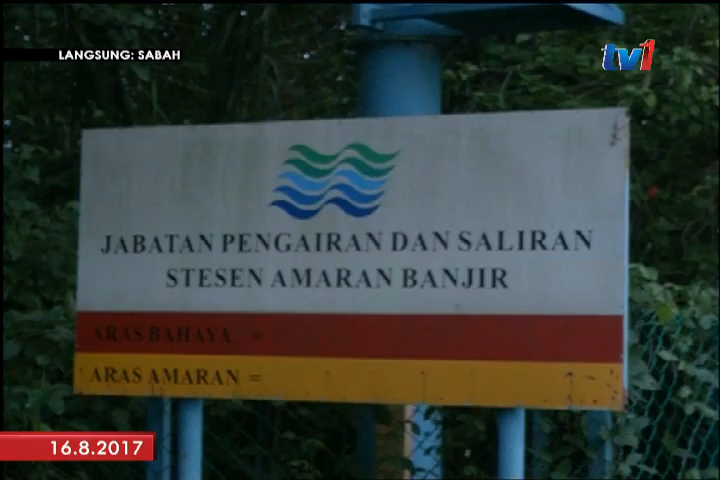 LANGSUNG: SABAH
tv1
JABATAN PENGAIRAN DAN SALIRAN
STESEN AMARAN BANJIR
ARAS BAHAYA =
ARAS AMARAN =
16.8.2017